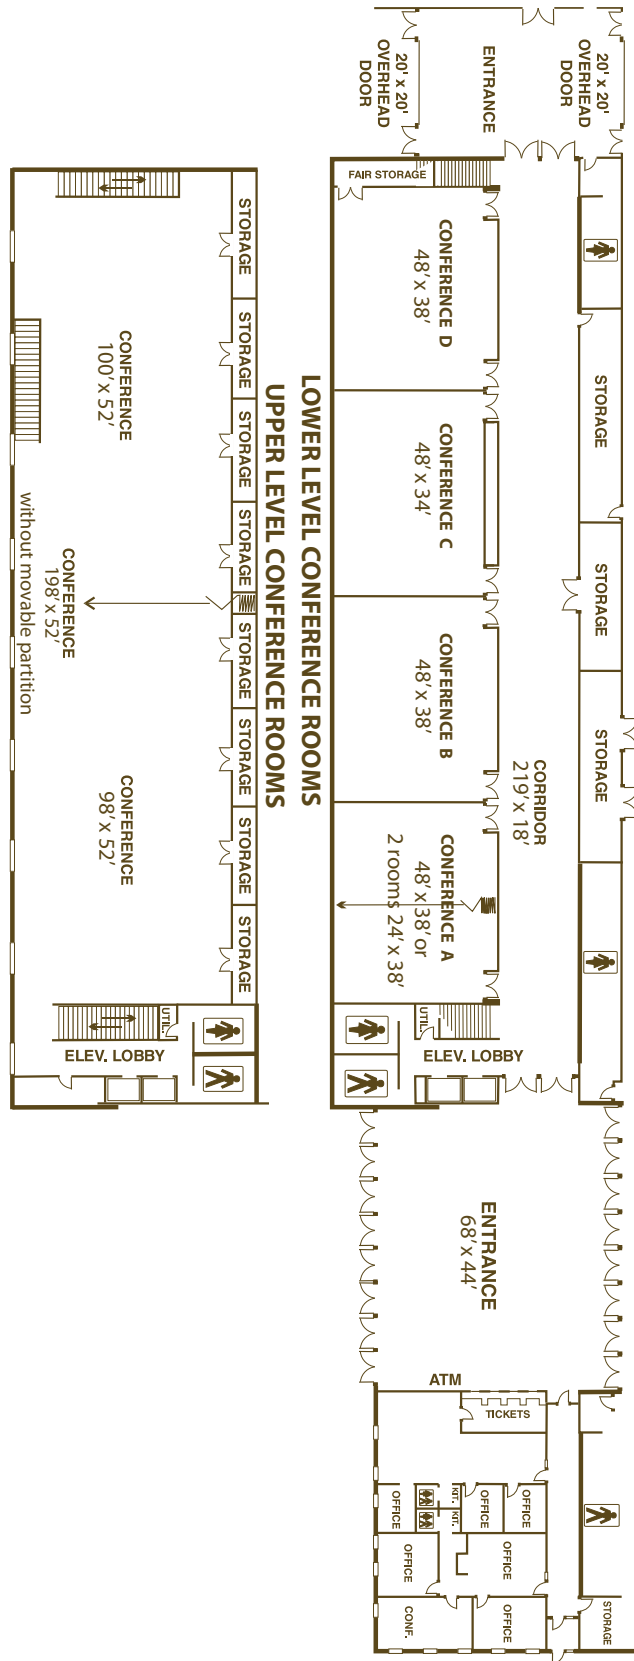 20' x 20'
OVERHEAD
DOOR
ENTRANCE
20' x 20'
OVERHEAD
DOOR
FAIR STORAGE
CONFERENCE D
48' x 38'
CONFERENCE C
48' x 34'
CONFERENCE B
48' x 38'
CONFERENCE A
48' x 38' or
2 rooms 24' x 38'
STORAGE
STORAGE
STORAGE
CORRIDOR
219' x 18'
UTIL.
ELEV. LOBBY
LOWER LEVEL CONFERENCE ROOMS
UPPER LEVEL CONFERENCE ROOMS
STORAGE
STORAGE
STORAGE
STORAGE
STORAGE
STORAGE
STORAGE
STORAGE
CONFERENCE
100' x 52'
CONFERENCE
198' x 52'
without movable partition
CONFERENCE
98' x 52'
UTIL.
ELEV. LOBBY
ENTRANCE
68' x 44'
ATM
TICKETS
OFFICE
KIT.
KIT.
OFFICE
OFFICE
OFFICE
OFFICE
CONF.
OFFICE
STORAGE